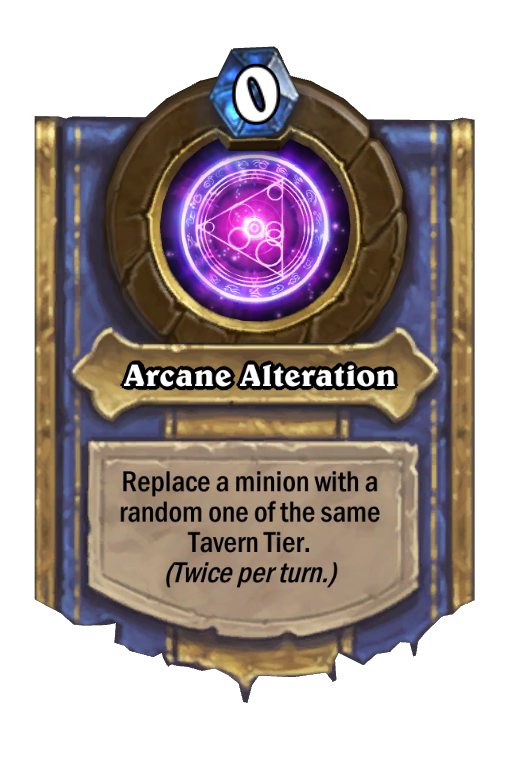 0
Arcane Alteration
Replace a minion with a
random one of the same
Tavern Tier.
(Twice per turn.)